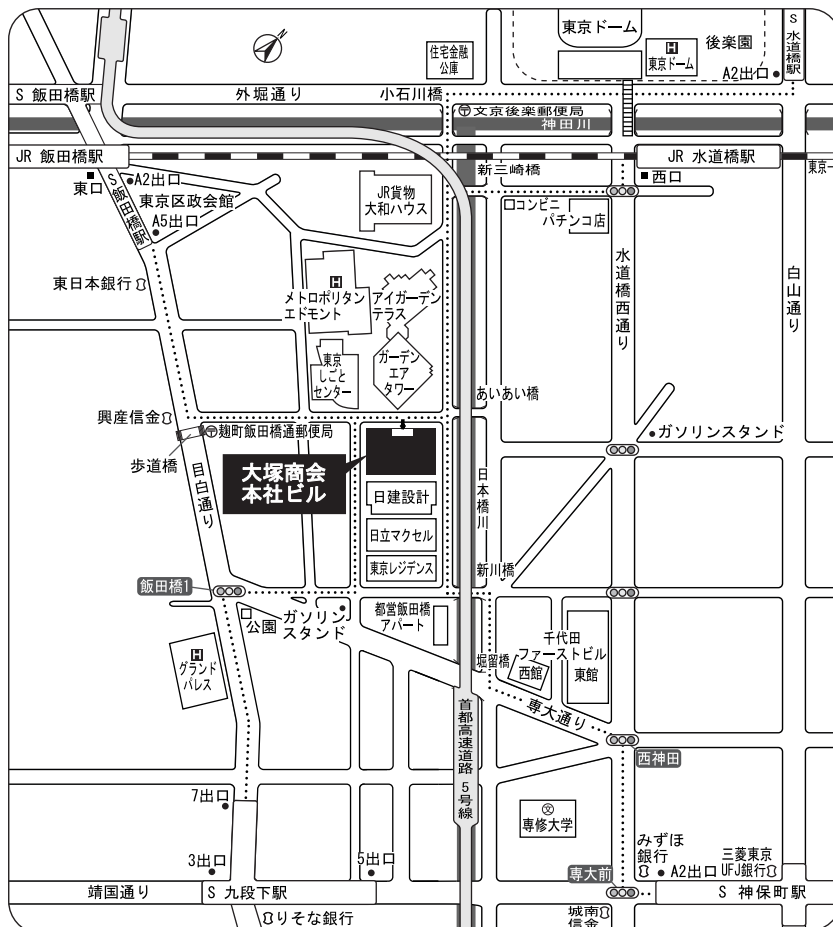 東京ドーム
住宅金融
公庫
H
東京ドーム
後楽園
A2出口
S 水道橋駅
S 飯田橋駅
外堀通り
小石川橋
文京後楽郵便局
神田川
JR 飯田橋駅
JR 水道橋駅
東京
東口
A2出口
S 飯田橋駅
東京区政会館
A5出口
JR貨物
大和ハウス
新三崎橋
西口
コンビニ
パチンコ店
東日本銀行
H
メトロポリタン
エドモント
アイガーデン
テラス
水道橋西通り
白山通り
東京
しごと
センター
ガーデン
エア
タワー
あいあい橋
興産信金
麹町飯田橋通郵便局
歩道橋
目白通り
大塚商会
本社ビル
日建設計
日立マクセル
東京レジデンス
日本橋川
ガソリンスタンド
新川橋
飯田橋1
公園
ガソリン
スタンド
都営飯田橋
アパート
堀留橋
千代田
ファーストビル
西館
東館
H
グランド
パレス
専大通り
首都高速道路 5号線
西神田
7出口
文
専修大学
3出口
5出口
みずほ
銀行
A2出口
三菱東京
UFJ銀行
専大前
靖国通り
S 九段下駅
S 神保町駅
りそな銀行
城南
信金